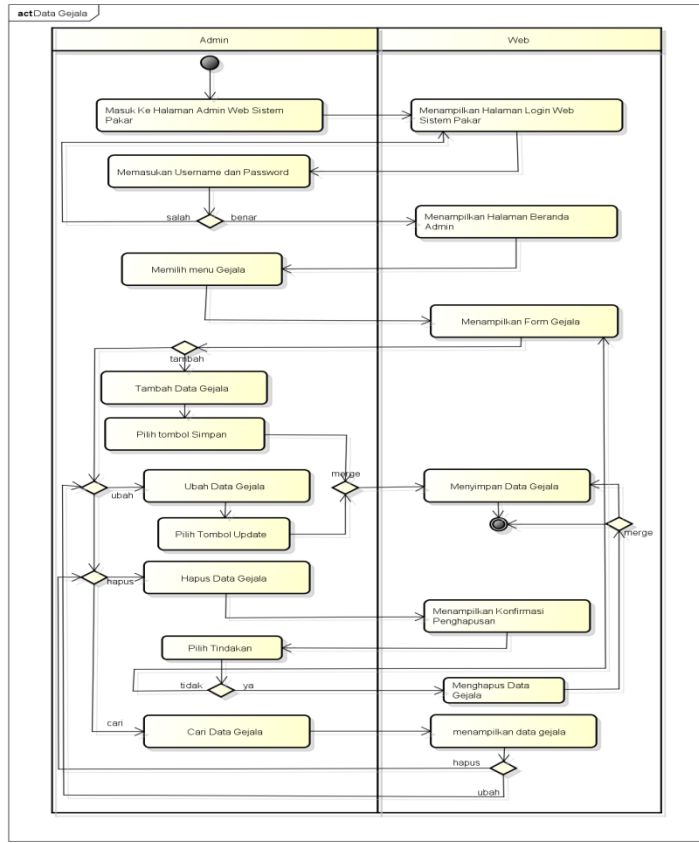 act Data Gejala
Admin
Web
Masuk Ke Halaman Admin Web Sistem
Pakar
Menampilkan Halaman Login Web
Sistem Pakar
Memasukan Username dan Password
salah
benar
Menampilkan Halaman Beranda
Admin
Memilih menu Gejala
Menampilkan Form Gejala
tambah
Tambah Data Gejala
Pilih tombol Simpan
merge
ubah
Ubah Data Gejala
Menyimpan Data Gejala
Pilih Tombol Update
merge
hapus
Hapus Data Gejala
Menampilkan Konfirmasi
Penghapusan
Pilih Tindakan
tidak
ya
Menghapus Data
Gejala
cari
Cari Data Gejala
menampilkan data gejala
hapus
ubah